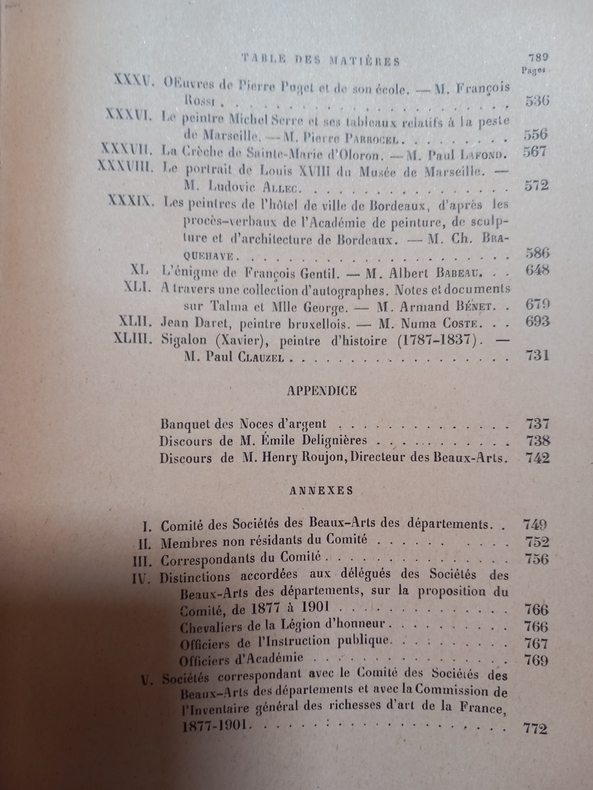 TABLE DES MATIÈRES 789
Pages
XXXV. OEuvres de Pierre Puget et de son école. — M. François
Rossi . . . . . . . . . . . . . . . . . . 536
XXXVI. Le peintre Michel Serre et ses tableaux relatifs à la peste
de Marseille. — M. Pierre PARROCEL. . . . . . . . . 556
XXXVII. La Crèche de Sainte-Marie d'Oloron. — M. Paul LAFOND. 567
XXXVIII. Le portrait de Louis XVIII du Musée de Marseille. —
M. Ludovic ALLEC. . . . . . . . . . . . . . . 572
XXXIX. Les peintres de l'hôtel de ville de Bordeaux, d'après les
procès-verbaux de l'Académie de peinture, de sculp-
ture et d'architecture de Bordeaux. — M. Ch. BRA-
QUEHAYE. . . . . . . . . . . . . . . . . . . 586
XL. L'énigme de François Gentil. — M. Albert BABEAU. . . 648
XLI. A travers une collection d'autographes. Notes et documents
sur Talma et Mlle George. — M. Armand BÉNET. . 679
XLII. Jean Daret, peintre bruxellois. — M. Numa COSTE. . . 693
XLIII. Sigalon (Xavier), peintre d'histoire (1787-1837). —
M. Paul CLAUZEL . . . . . . . . . . . . . . . 731
APPENDICE
Banquet des Noces d'argent . . . . . . . . . . . . 737
Discours de M. Émile Delignières . . . . . . . . . . 738
Discours de M. Henry Roujon, Directeur des Beaux-Arts. 742
ANNEXES
I. Comité des Sociétés des Beaux-Arts des départements. . 749
II. Membres non résidants du Comité . . . . . . . . . 752
III. Correspondants du Comité . . . . . . . . . . . . . 756
IV. Distinctions accordées aux délégués des Sociétés des
Beaux-Arts des départements, sur la proposition du
Comité, de 1877 à 1901 . . . . . . . . . . . . 766
Chevaliers de la Légion d'honneur . . . . . . . . . 766
Officiers de l'Instruction publique. . . . . . . . . 767
Officiers d'Académie . . . . . . . . . . . . . . 769
V. Sociétés correspondant avec le Comité des Sociétés des
Beaux-Arts des départements et avec la Commission de
l'Inventaire général des richesses d'art de la France,
1877-1901. . . . . . . . . . . . . . . . . . . 772